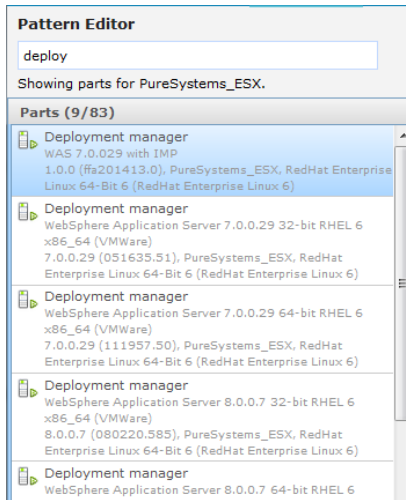 Pattern Editor
deploy
Showing parts for PureSystems_ESX.
Parts (9/83)
Deployment manager
WAS 7.0.029 with IMP
1.0.0 (ffa201413.0), PureSystems_ESX, RedHat Enterprise
Linux 64-Bit 6 (RedHat Enterprise Linux 6)
Deployment manager
WebSphere Application Server 7.0.0.29 32-bit RHEL 6
x86_64 (VMWare)
7.0.0.29 (051635.51), PureSystems_ESX, RedHat
Enterprise Linux 64-Bit 6 (RedHat Enterprise Linux 6)
Deployment manager
WebSphere Application Server 7.0.0.29 64-bit RHEL 6
x86_64 (VMWare)
7.0.0.29 (111957.50), PureSystems_ESX, RedHat
Enterprise Linux 64-Bit 6 (RedHat Enterprise Linux 6)
Deployment manager
WebSphere Application Server 8.0.0.7 32-bit RHEL 6
x86_64 (VMWare)
8.0.0.7 (080220.585), PureSystems_ESX, RedHat
Enterprise Linux 64-Bit 6 (RedHat Enterprise Linux 6)
Deployment manager
WebSphere Application Server 8.0.0.7 64-bit RHEL 6